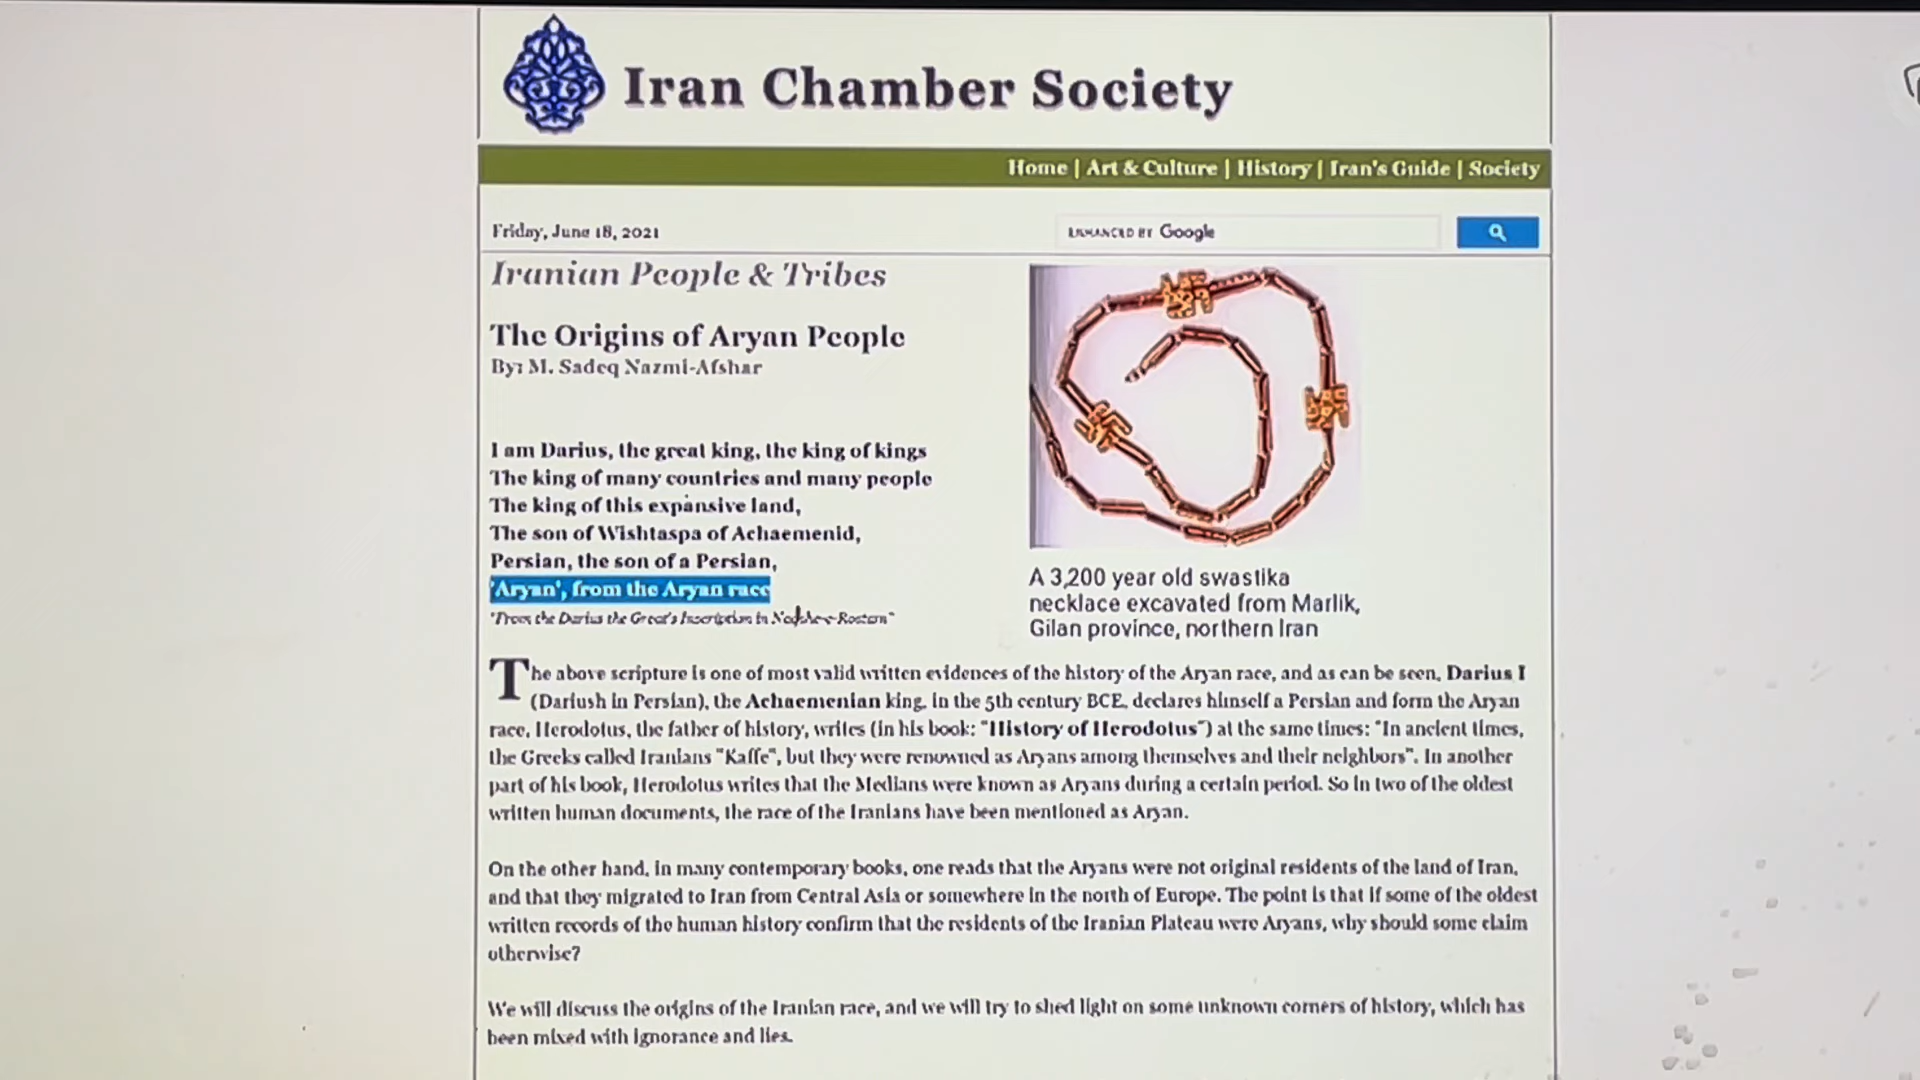 Iran Chamber Society
Home | Art & Culture | History | Iran's Guide | Society
Friday, June 18, 2021
ENHANCED BY Google
Iranian People & Tribes
The Origins of Aryan People
By: M. Sadeq Nazmi-Afshar
I am Darius, the great king, the king of kings
The king of many countries and many people
The king of this expansive land,
The son of Wishtaspa of Achaemenid,
Persian, the son of a Persian,
'Aryan', from the Aryan race
"From the Darius the Great's Inscription in Naqshe-e-Rostam"
A 3,200 year old swastika
necklace excavated from Marlik,
Gilan province, northern Iran
The above scripture is one of most valid written evidences of the history of the Aryan race, and as can be seen, Darius I
(Dariush in Persian), the Achaemenian king, in the 5th century BCE, declares himself a Persian and form the Aryan
race. Herodotus, the father of history, writes (in his book: "History of Herodotus") at the same times: "In ancient times,
the Greeks called Iranians "Kaffe", but they were renowned as Aryans among themselves and their neighbors". In another
part of his book, Herodotus writes that the Medians were known as Aryans during a certain period. So in two of the oldest
written human documents, the race of the Iranians have been mentioned as Aryan.
On the other hand, in many contemporary books, one reads that the Aryans were not original residents of the land of Iran,
and that they migrated to Iran from Central Asia or somewhere in the north of Europe. The point is that if some of the oldest
written records of the human history confirm that the residents of the Iranian Plateau were Aryans, why should some claim
otherwise?
We will discuss the origins of the Iranian race, and we will try to shed light on some unknown corners of history, which has
been mixed with ignorance and lies.